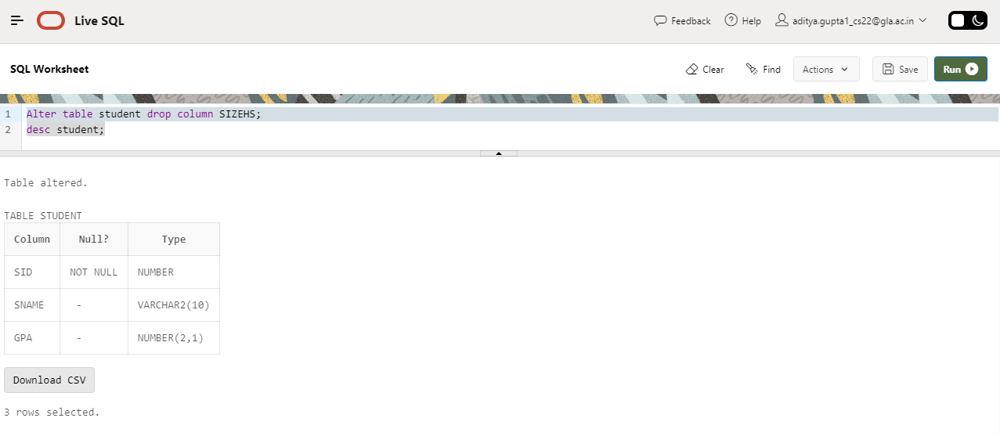 Live SQL
Feedback
Help
aditya.gupta1_cs22@gla.ac.in
SQL Worksheet
Clear
Find
Actions
Save
Run
1 Alter table student drop column SIZEHS;
2 desc student;
Table altered.
TABLE STUDENT
Column Null? Type
SID NOT NULL NUMBER
SNAME - VARCHAR2(10)
GPA - NUMBER(2,1)
Download CSV
3 rows selected.